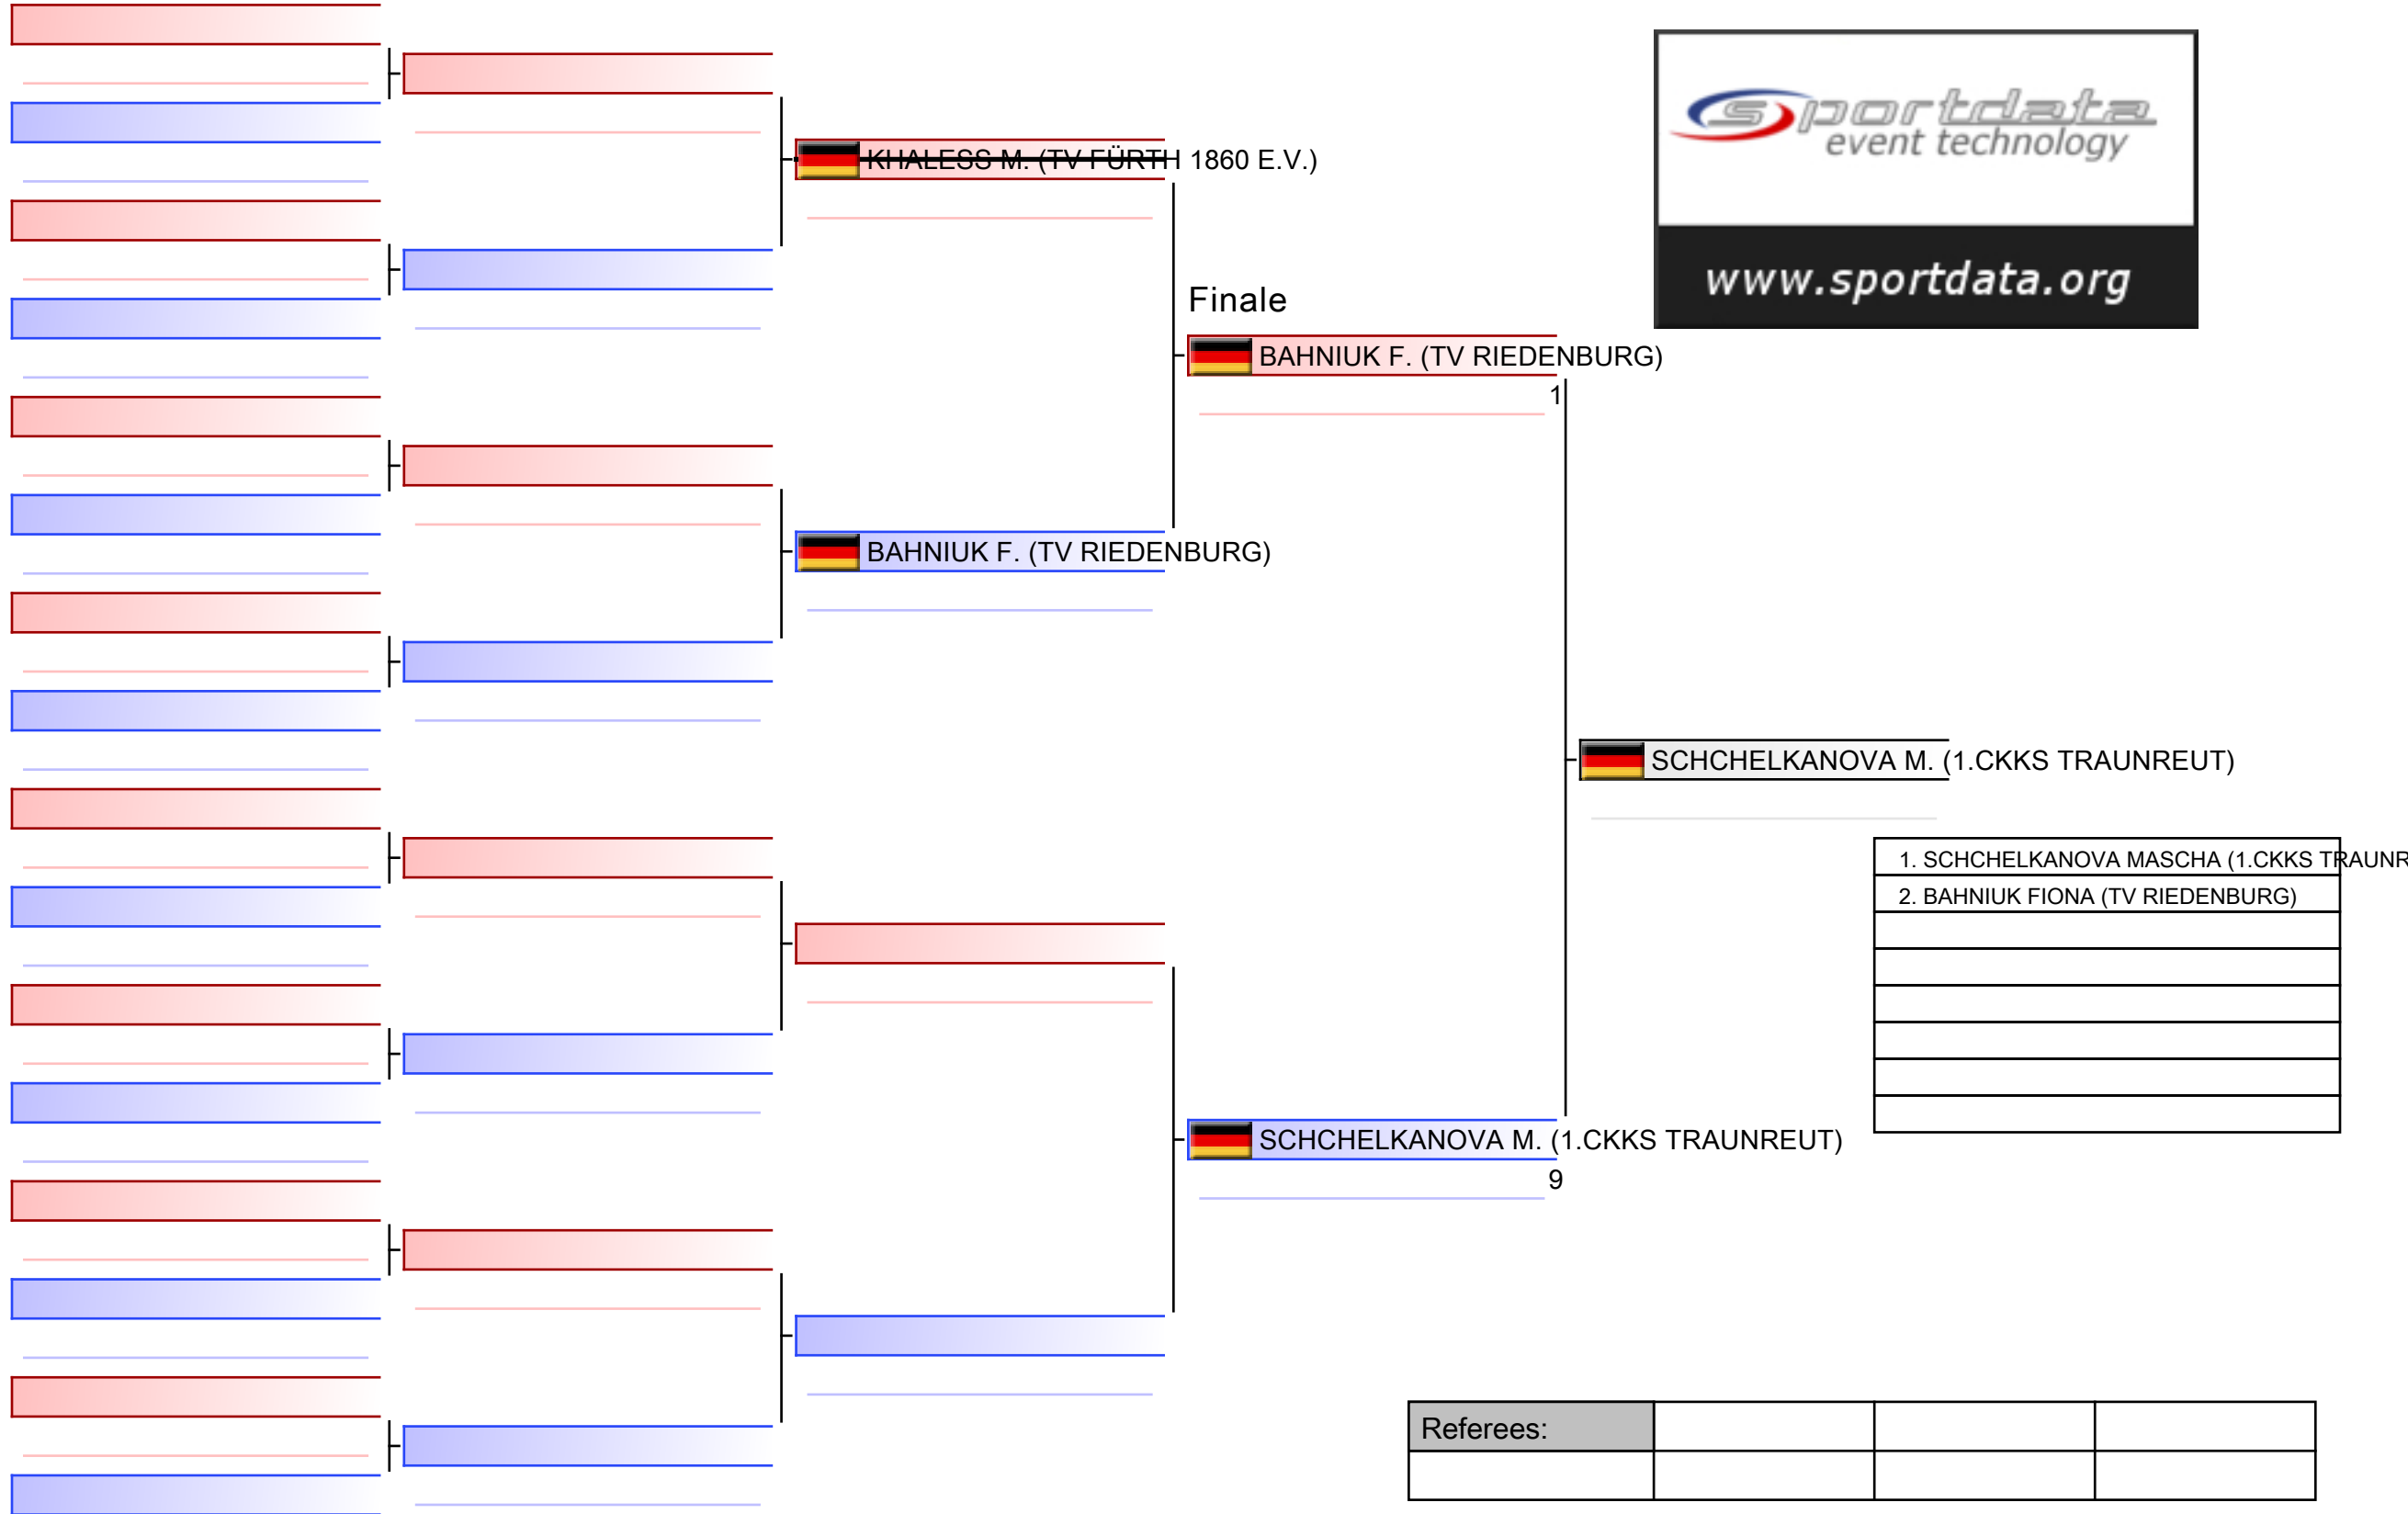 sportdata
event technology
www.sportdata.org
KHALESS M. (TV FÜRTH 1860 E.V.)
Finale
BAHNIUK F. (TV RIEDENBURG)
1
BAHNIUK F. (TV RIEDENBURG)
SCHCHELKANOVA M. (1.CKKS TRAUNREUT)
1. SCHCHELKANOVA MASCHA (1.CKKS TRAUNR
2. BAHNIUK FIONA (TV RIEDENBURG)
SCHCHELKANOVA M. (1.CKKS TRAUNREUT)
9
Referees: